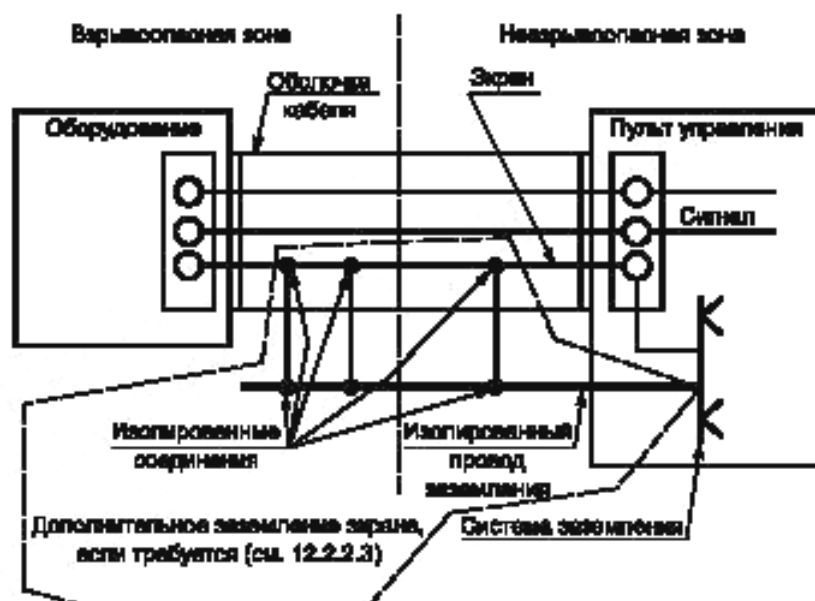 Взрывоопасная зона
Невзрывоопасная зона
Оболочка
кабеля
Экран
Оборудование
Пульт управления
Сигнал
Изолированные
соединения
Изолированный
провод
заземления
Дополнительное заземление экрана,
если требуется (см. 12.2.2.3)
Система заземления